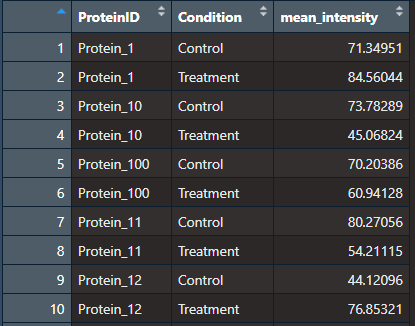 ProteinID Condition mean_intensity
1 Protein_1 Control 71.34951
2 Protein_1 Treatment 84.56044
3 Protein_10 Control 73.78289
4 Protein_10 Treatment 45.06824
5 Protein_100 Control 70.20386
6 Protein_100 Treatment 60.94128
7 Protein_11 Control 80.27056
8 Protein_11 Treatment 54.21115
9 Protein_12 Control 44.12096
10 Protein_12 Treatment 76.85321